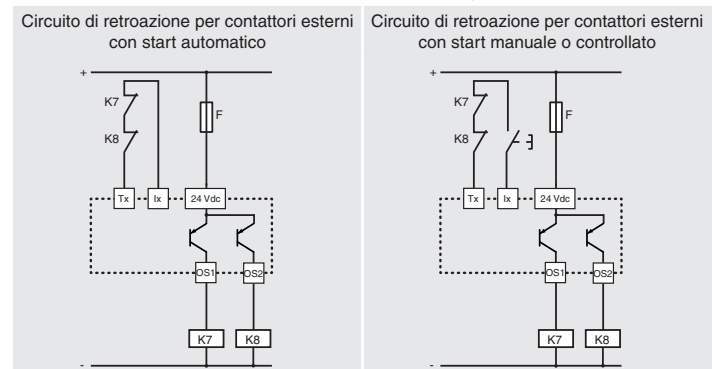 Circuito di retroazione per contattori esterni
con start automatico
+
K7
K8
F
Tx
Ix
24 Vdc
OS1
OS2
K7
K8
-
Circuito di retroazione per contattori esterni
con start manuale o controllato
+
K7
K8
F
Tx
Ix
24 Vdc
OS1
OS2
K7
K8
-